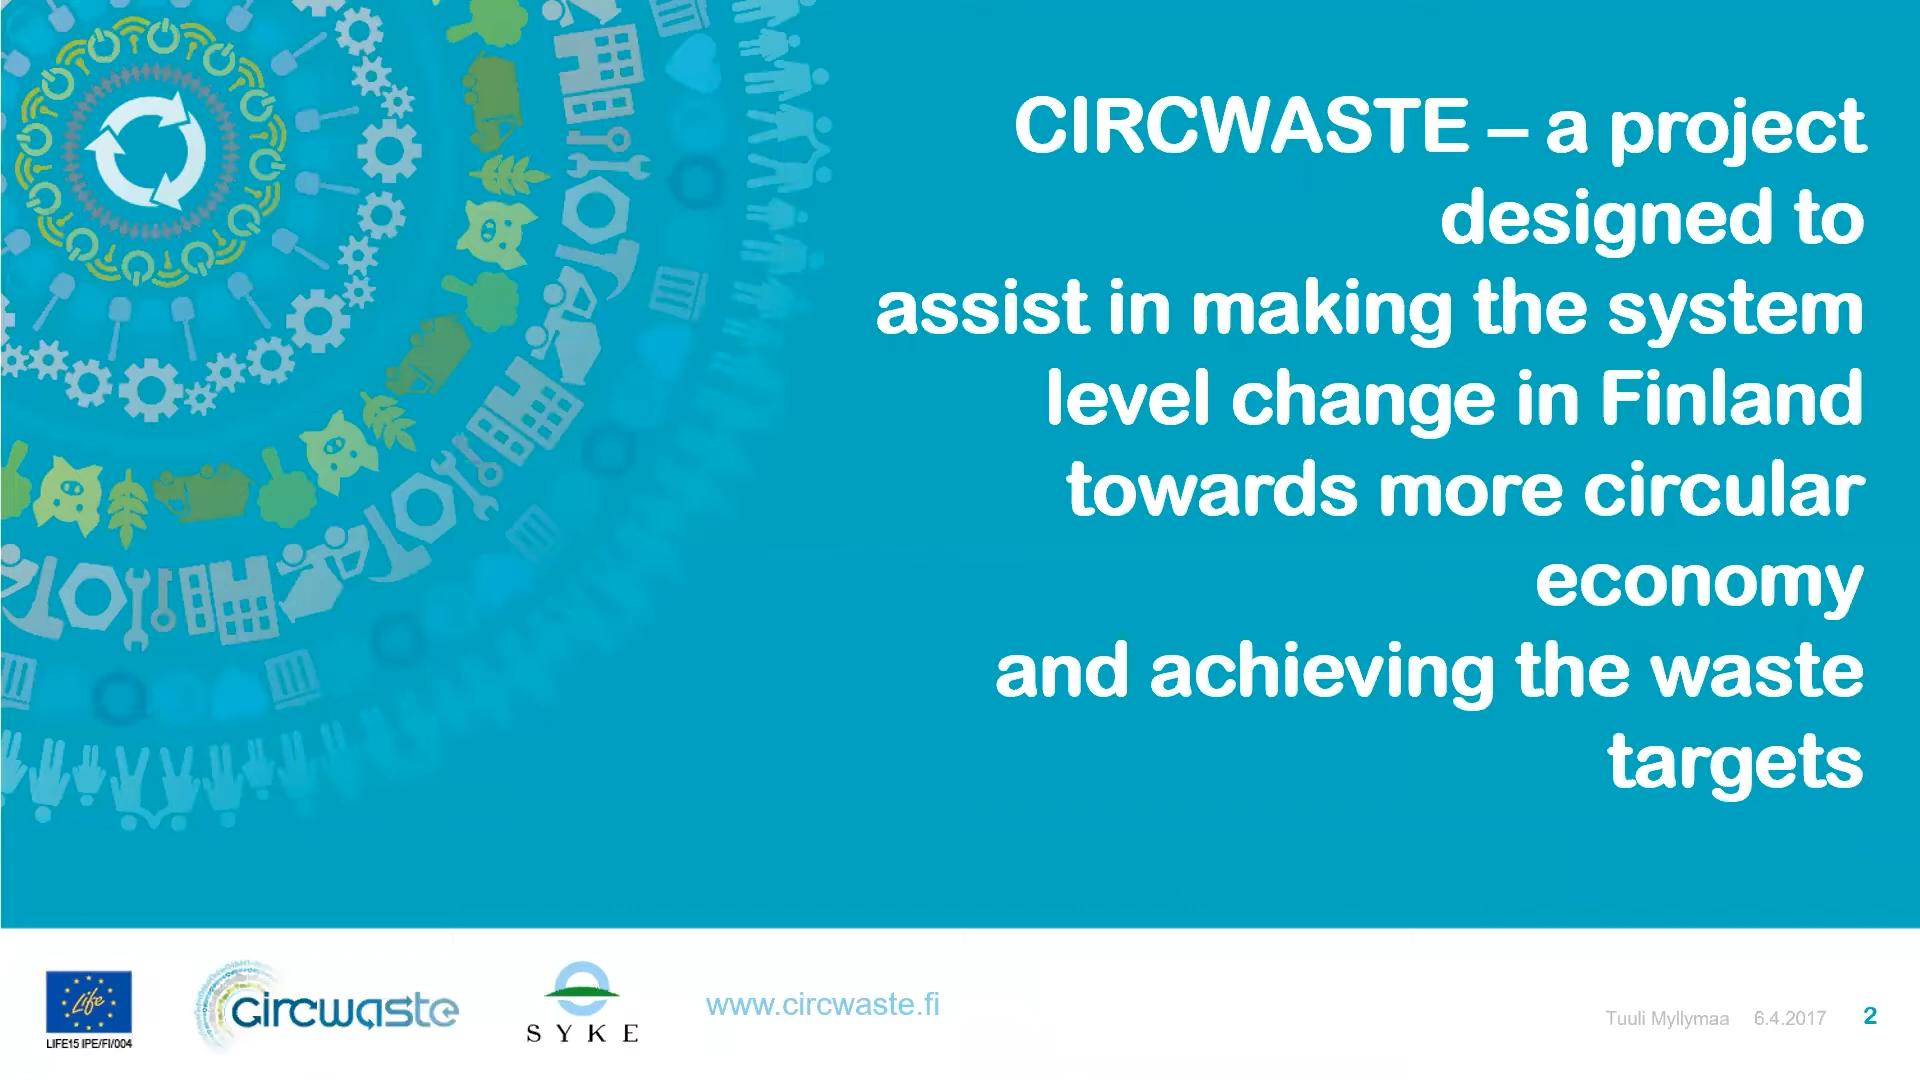 CIRCWASTE – a project
designed to
assist in making the system
level change in Finland
towards more circular
economy
and achieving the waste
targets
Life
LIFE15 IPE/FI/004
circwaste
SYKE
www.circwaste.fi
Tuuli Myllymaa 6.4.2017 2